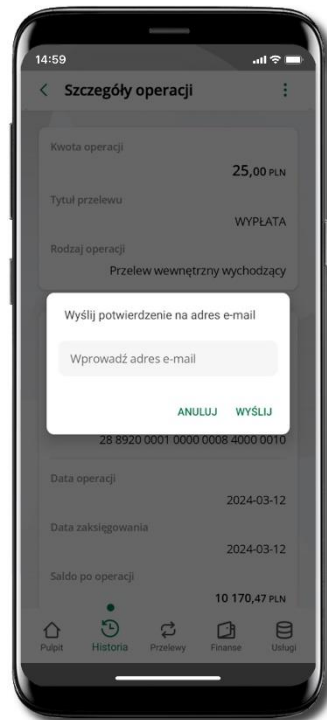 14:59
Szczegóły operacji
Kwota operacji
25,00 PLN
Tytuł przelewu
WYPŁATA
Rodzaj operacji
Przelew wewnętrzny wychodzący
Wyślij potwierdzenie na adres e-mail
Wprowadź adres e-mail
ANULUJ WYŚLIJ
28 8920 0001 0000 0008 4000 0010
Data operacji
2024-03-12
Data zaksięgowania
2024-03-12
Saldo po operacji
10 170,47 PLN
Pulpit Historia Przelewy Finanse Usługi